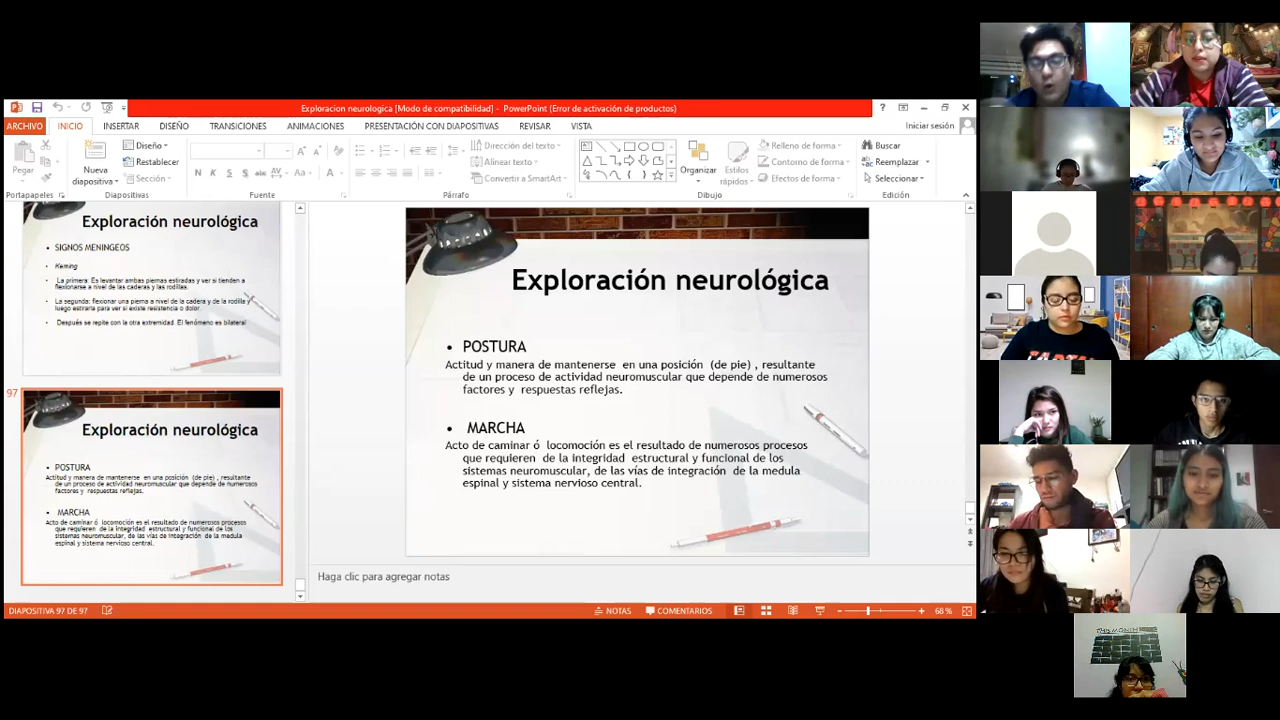 Exploracion neurologica [Modo de compatibilidad] - PowerPoint (Error de activación de productos)
ARCHIVO INICIO INSERTAR DISEÑO TRANSICIONES ANIMACIONES PRESENTACIÓN CON DIAPOSITIVAS REVISAR VISTA
Iniciar sesión
Pegar
Nueva
diapositiva
Diseño
Restablecer
Sección
Dirección del texto
Alinear texto
Convertir a SmartArt
Organizar
Estilos
rápidos
Relleno de forma
Contorno de forma
Efectos de forma
Buscar
Reemplazar
Seleccionar
Portapapeles Diapositivas Fuente Párrafo Dibujo Edición
Exploración neurológica
• SIGNOS MENINGEOS
• Kerning
• La primera: Es levantar ambas piernas estiradas y ver si tienden a
flexionarse a nivel de las caderas y las rodillas.
• La segunda: flexionar una pierna a nivel de la cadera y de la rodilla y
luego estirarla para ver si existe resistencia o dolor.
• Después se repite con la otra extremidad. El fenómeno es bilateral
97
Exploración neurológica
• POSTURA
Actitud y manera de mantenerse en una posición (de pie) , resultante
de un proceso de actividad neuromuscular que depende de numerosos
factores y respuestas reflejas.
• MARCHA
Acto de caminar ó locomoción es el resultado de numerosos procesos
que requieren de la integridad estructural y funcional de los
sistemas neuromuscular, de las vías de integración de la medula
espinal y sistema nervioso central.
Exploración neurológica
• POSTURA
Actitud y manera de mantenerse en una posición (de pie) , resultante
de un proceso de actividad neuromuscular que depende de numerosos
factores y respuestas reflejas.
• MARCHA
Acto de caminar ó locomoción es el resultado de numerosos procesos
que requieren de la integridad estructural y funcional de los
sistemas neuromuscular, de las vías de integración de la medula
espinal y sistema nervioso central.
Haga clic para agregar notas
DIAPOSITIVA 97 DE 97
NOTAS COMENTARIOS 68 %
THIS MONTH